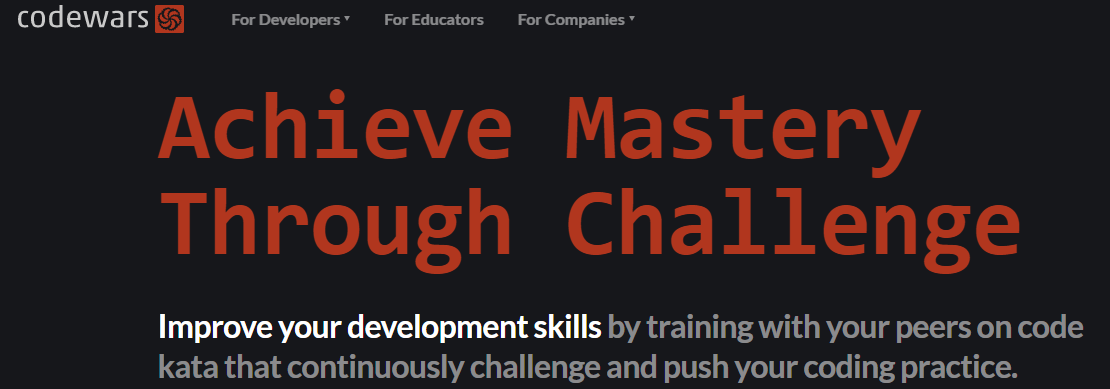 codewars
For Developers ▾ For Educators For Companies ▾
Achieve Mastery
Through Challenge
Improve your development skills by training with your peers on code
kata that continuously challenge and push your coding practice.